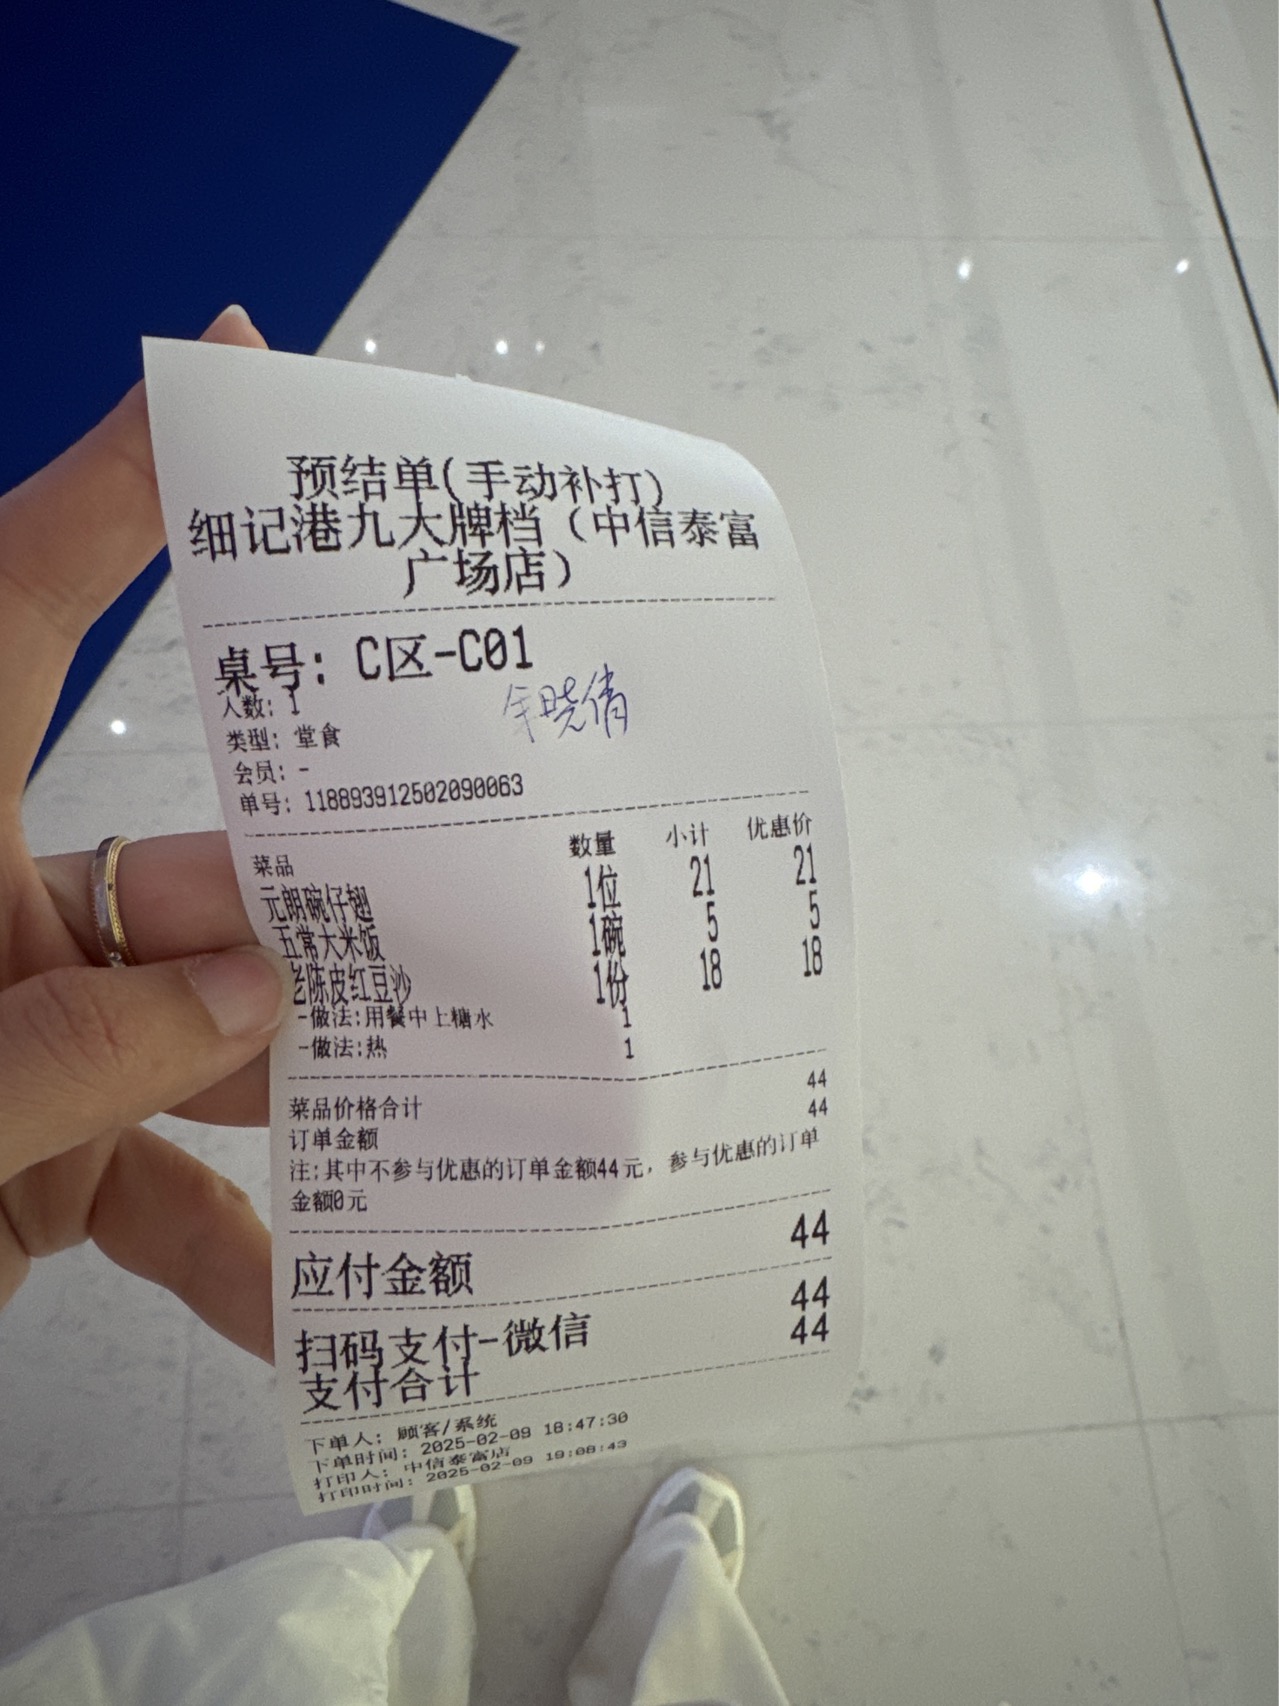 预结单(手动补打)
细记港九大牌档（中信泰富
广场店）
桌号: C区-C01
人数: 1
余晓倩
类型: 堂食
会员: -
单号: 118893912502090063
菜品 数量 小计 优惠价
元朗碗仔翅 1位 21 21
五常大米饭 1碗 5 5
老陈皮红豆沙 1份 18 18
-做法:用餐中上糖水 1
-做法:热 1
菜品价格合计 44
订单金额 44
注:其中不参与优惠的订单金额44元，参与优惠的订单
金额0元
应付金额 44
扫码支付-微信 44
支付合计 44
下单人: 顾客/系统
下单时间: 2025-02-09 18:47:30
打印人: 中信泰富店
打印时间: 2025-02-09 19:08:43